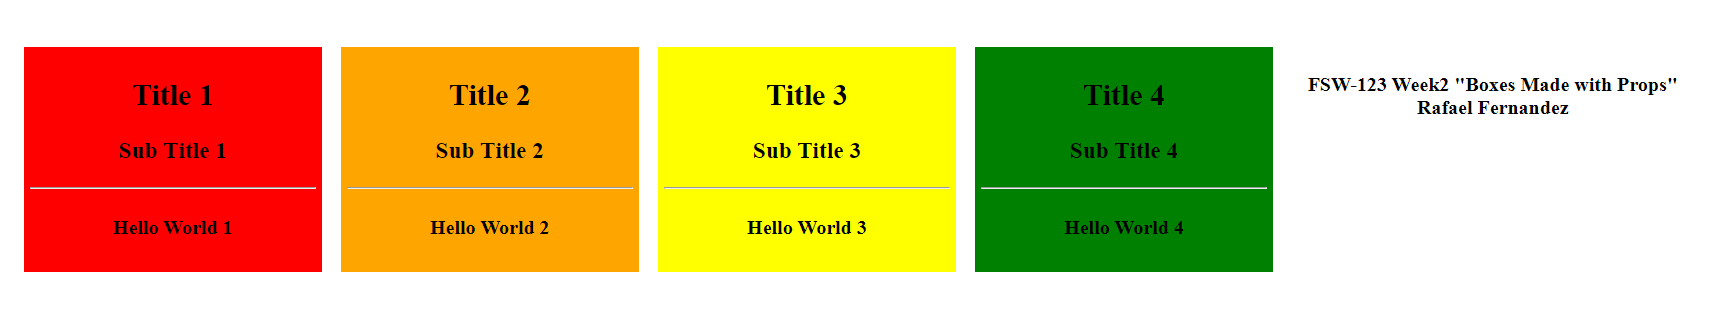 Title 1
Sub Title 1
Hello World 1
Title 2
Sub Title 2
Hello World 2
Title 3
Sub Title 3
Hello World 3
Title 4
Sub Title 4
Hello World 4
FSW-123 Week2 "Boxes Made with Props"
Rafael Fernandez